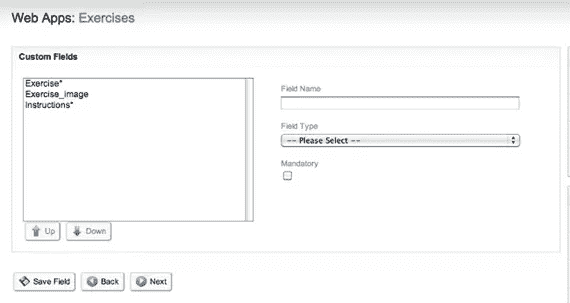 Web Apps: Exercises
Custom Fields
Exercise*
Exercise_image
Instructions*
Field Name
Field Type
-- Please Select --
Mandatory
Up
Down
Save Field
Back
Next